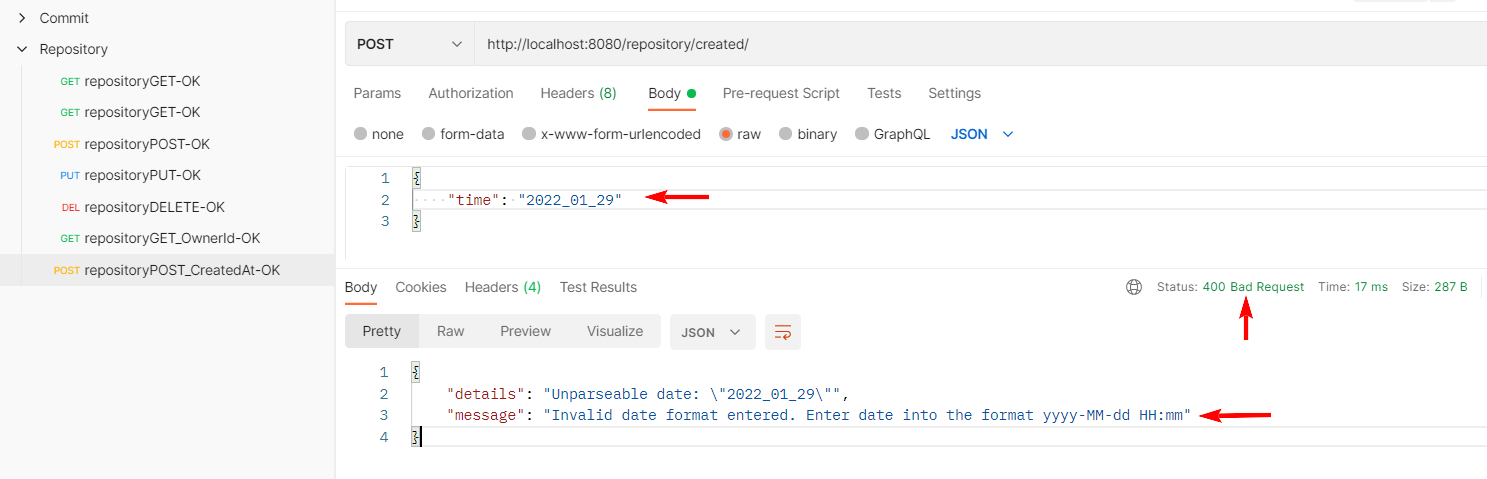 Commit
Repository
GET repositoryGET-OK
GET repositoryGET-OK
POST repositoryPOST-OK
PUT repositoryPUT-OK
DEL repositoryDELETE-OK
GET repositoryGET_OwnerId-OK
POST repositoryPOST_CreatedAt-OK
POST http://localhost:8080/repository/created/
Params Authorization Headers (8) Body Pre-request Script Tests Settings
none form-data x-www-form-urlencoded raw binary GraphQL JSON
1 {
2 "time": "2022_01_29"
3 }
Body Cookies Headers (4) Test Results Status: 400 Bad Request Time: 17 ms Size: 287 B
Pretty Raw Preview Visualize JSON
1 {
2 "details": "Unparseable date: \"2022_01_29\"",
3 "message": "Invalid date format entered. Enter date into the format yyyy-MM-dd HH:mm"
4 }